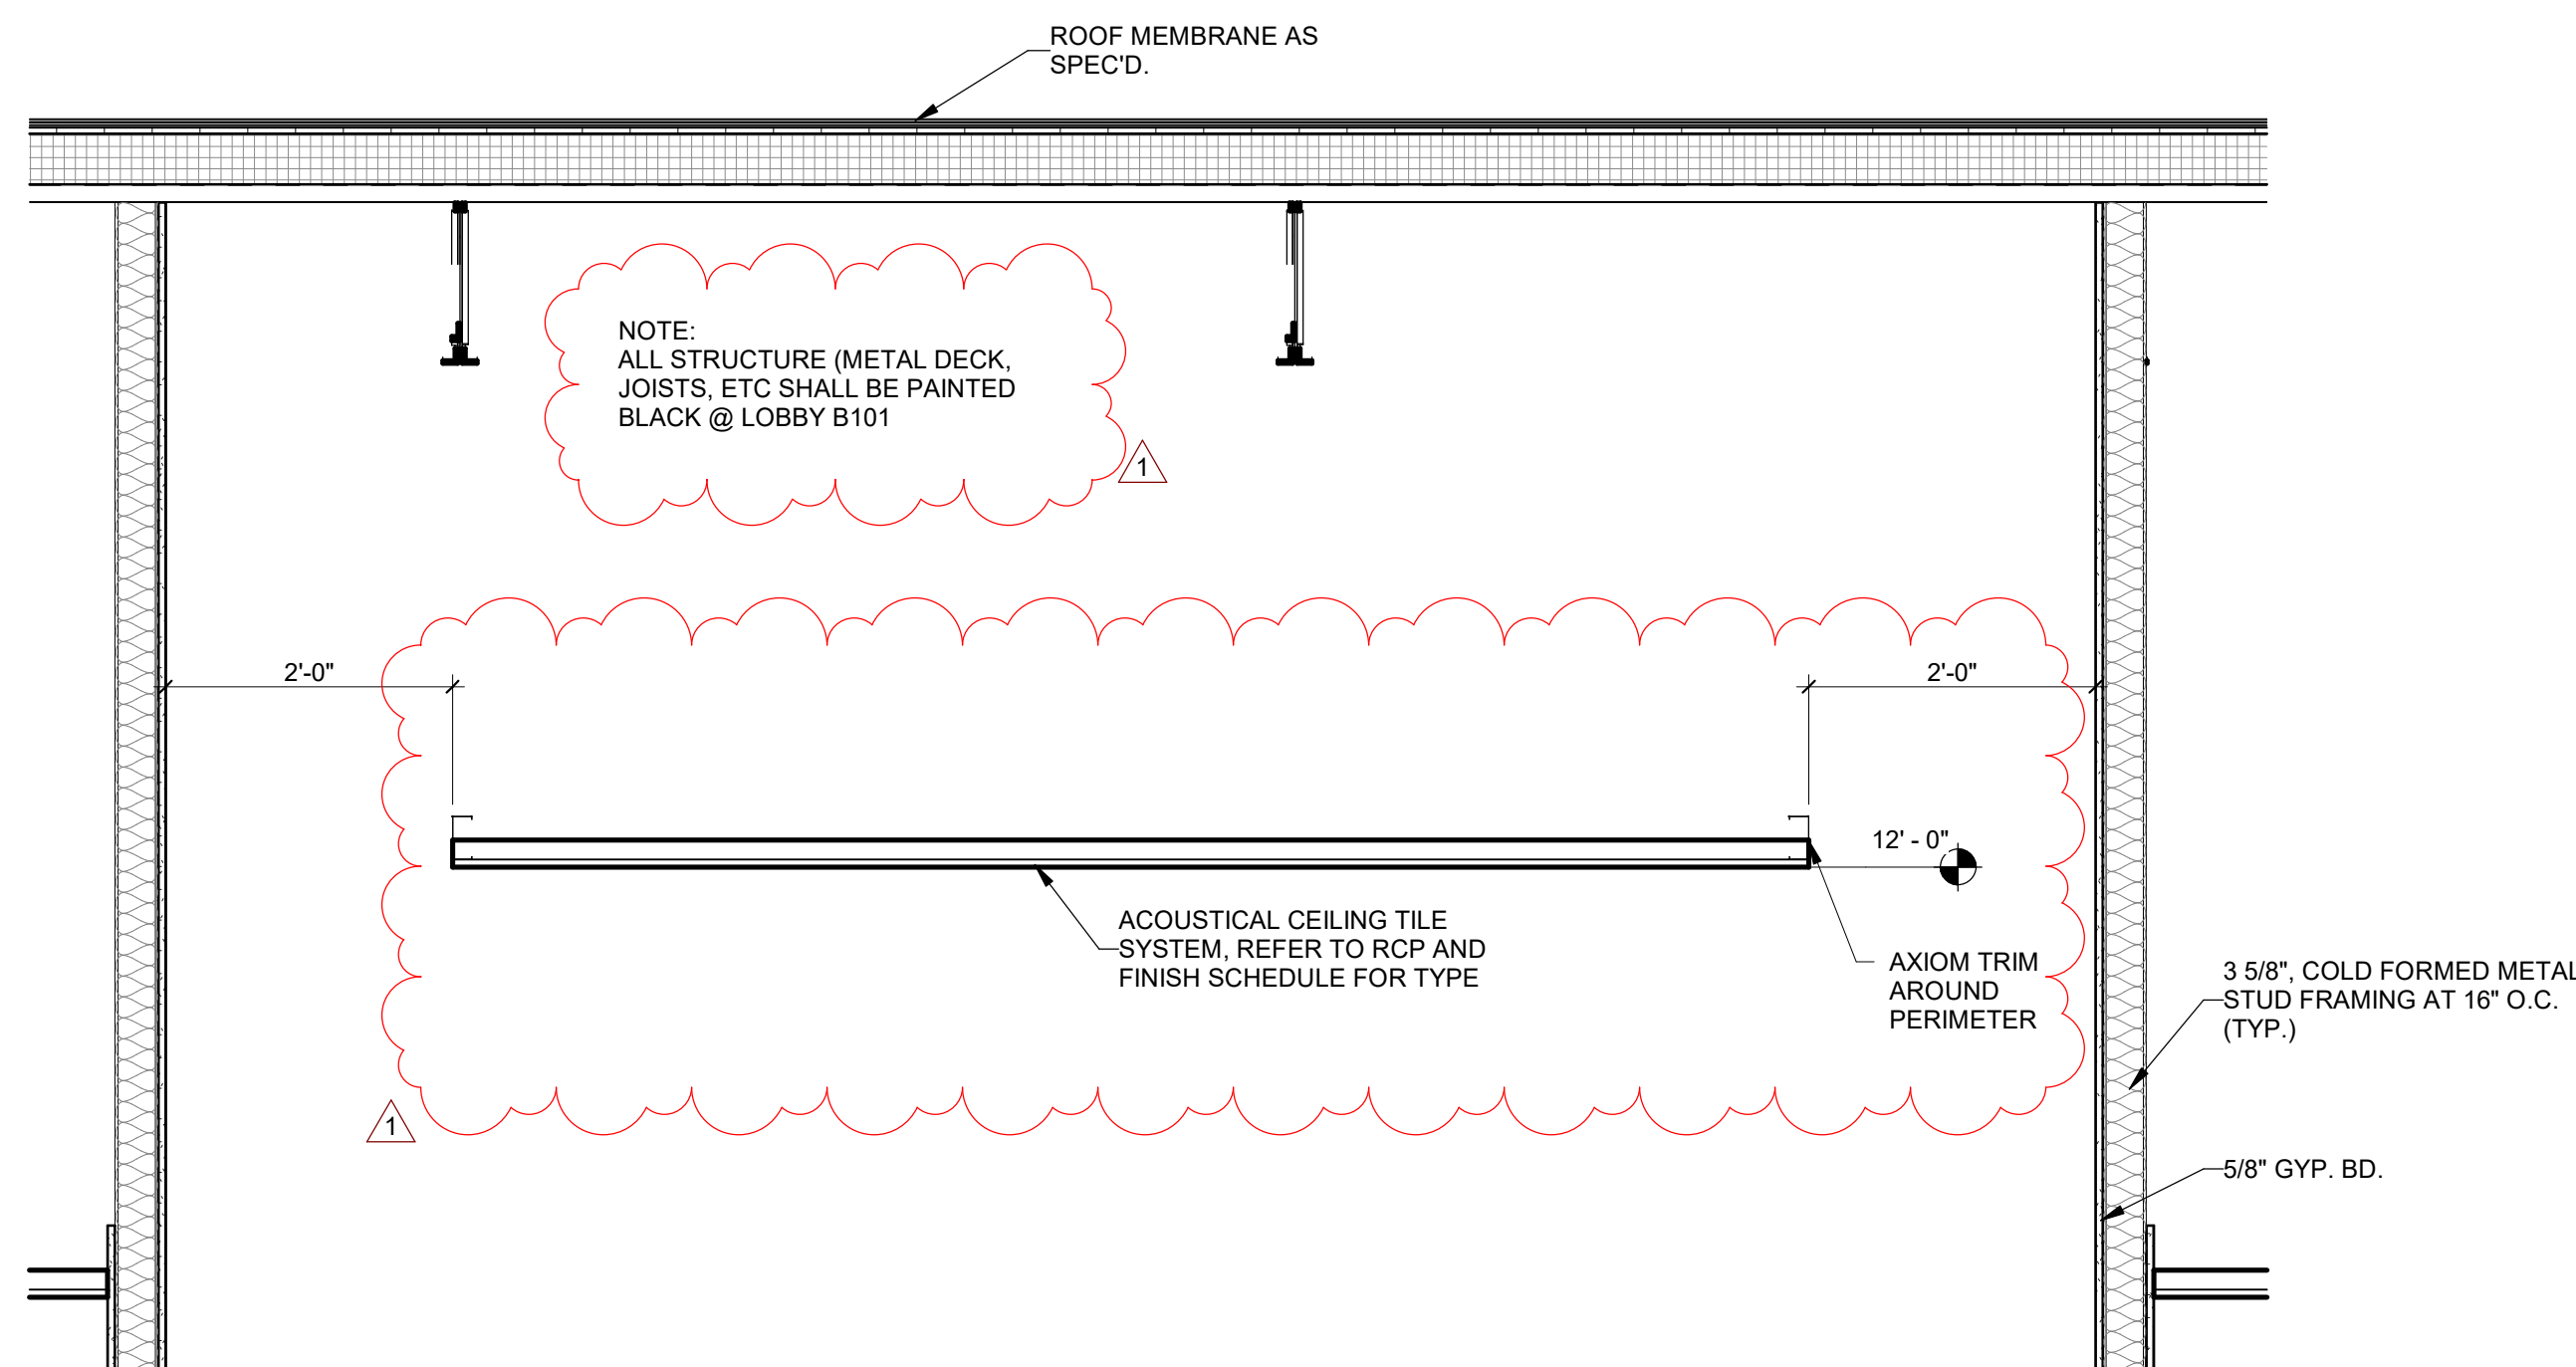 ROOF MEMBRANE AS
SPEC'D.
NOTE:
ALL STRUCTURE (METAL DECK,
JOISTS, ETC SHALL BE PAINTED
BLACK @ LOBBY B101
1
2'-0"
2'-0"
12' - 0"
ACOUSTICAL CEILING TILE
SYSTEM, REFER TO RCP AND
FINISH SCHEDULE FOR TYPE
AXIOM TRIM
AROUND
PERIMETER
3 5/8", COLD FORMED METAL
STUD FRAMING AT 16" O.C.
(TYP.)
1
5/8" GYP. BD.